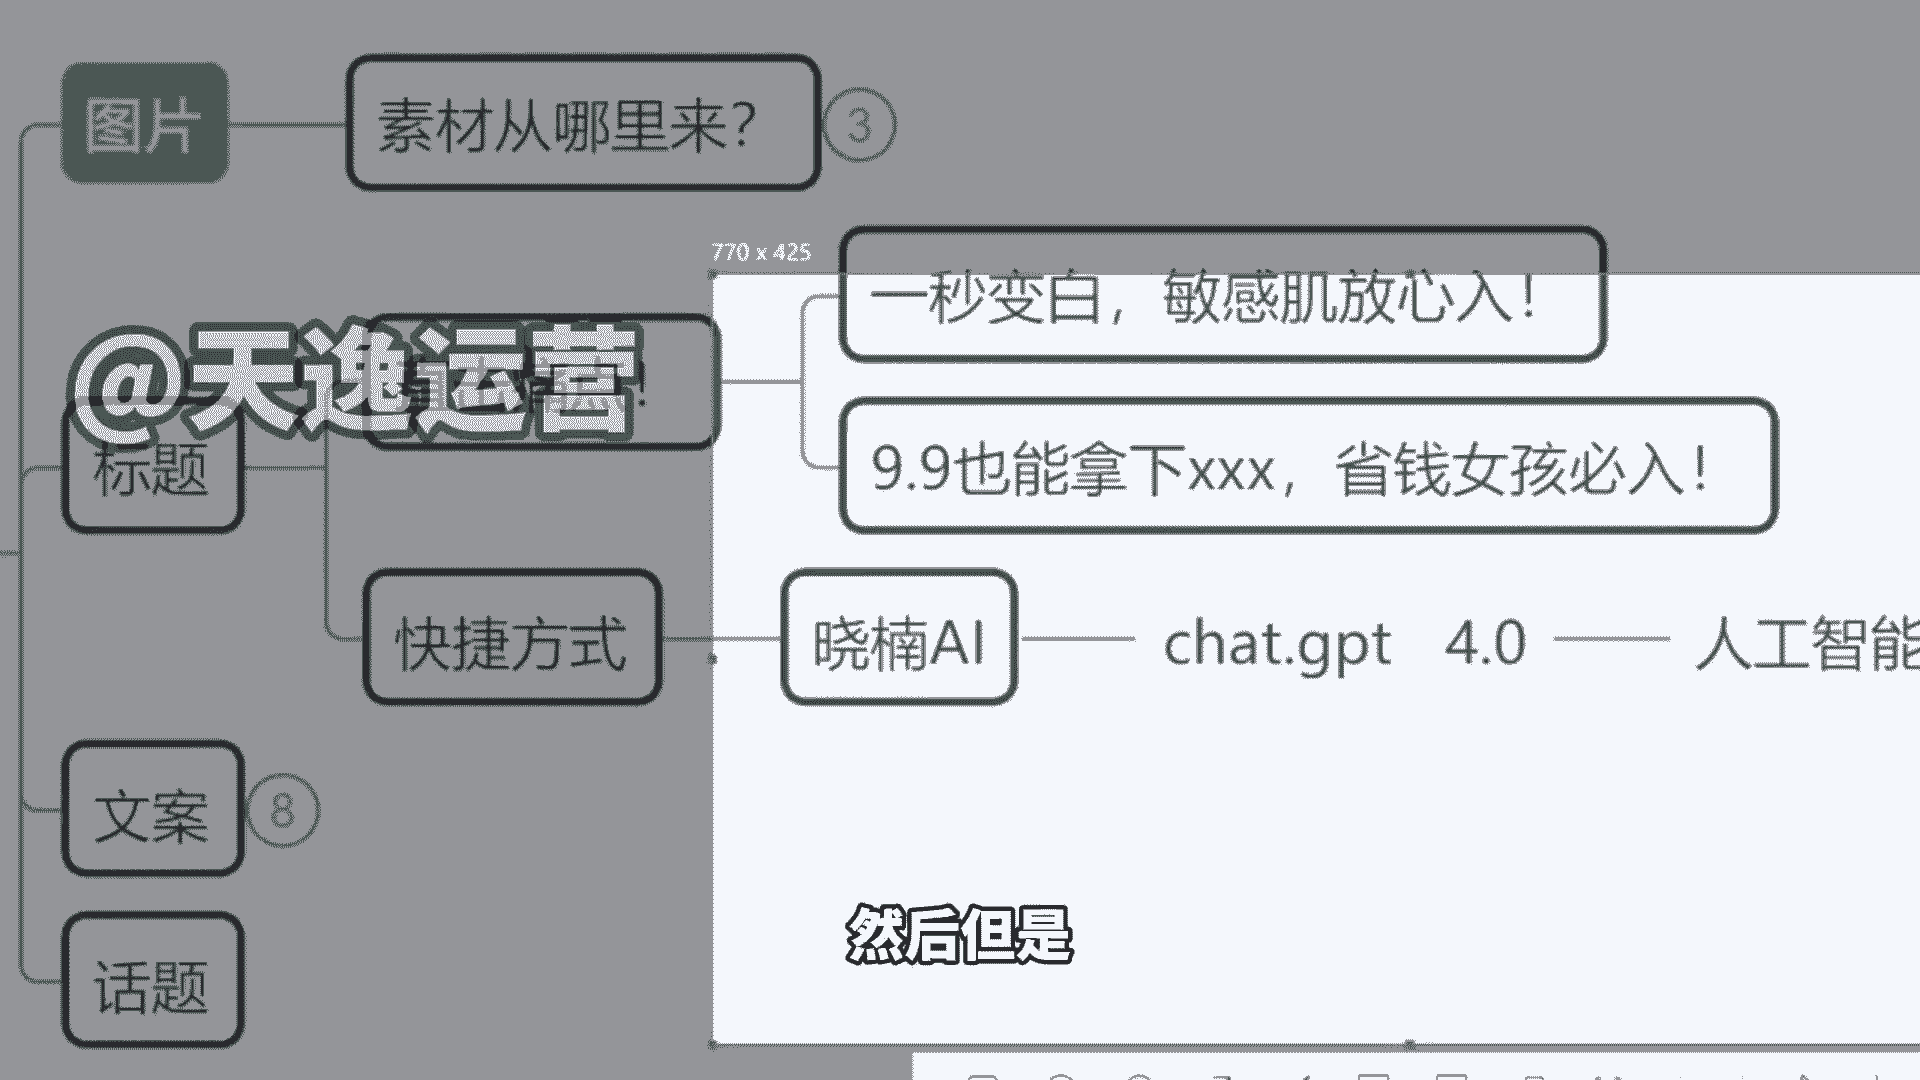 图片
素材从哪里来？
3
770 x 425
一秒变白，敏感肌放心入！
@天逸运营
标题
9.9也能拿下xxx，省钱女孩必入！
快捷方式
晓楠AI
chat.gpt 4.0
人工智能
文案
8
然后但是
话题